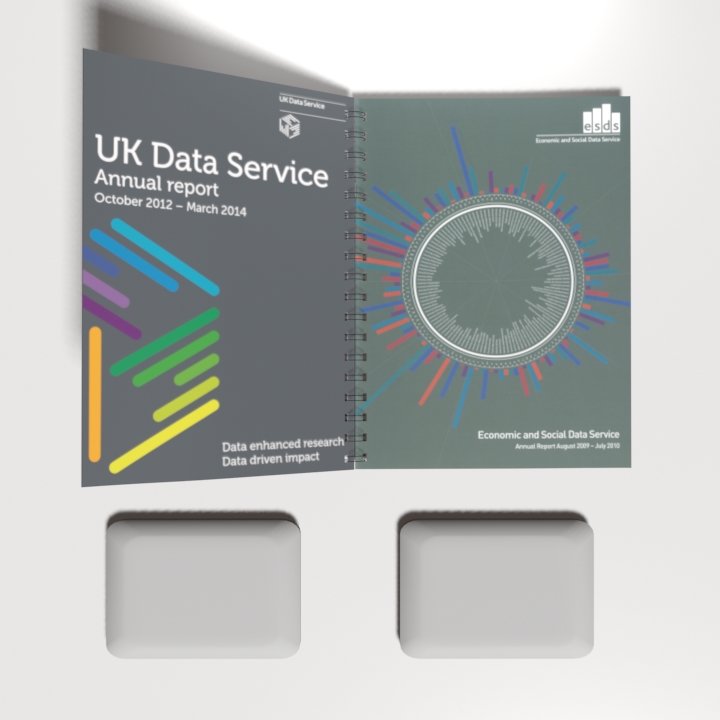 UK Data Service
UK Data Service
Annual report
October 2012 – March 2014
Data enhanced research
Data driven impact
esds
Economic and Social Data Service
Economic and Social Data Service
Annual Report August 2009 – July 2010